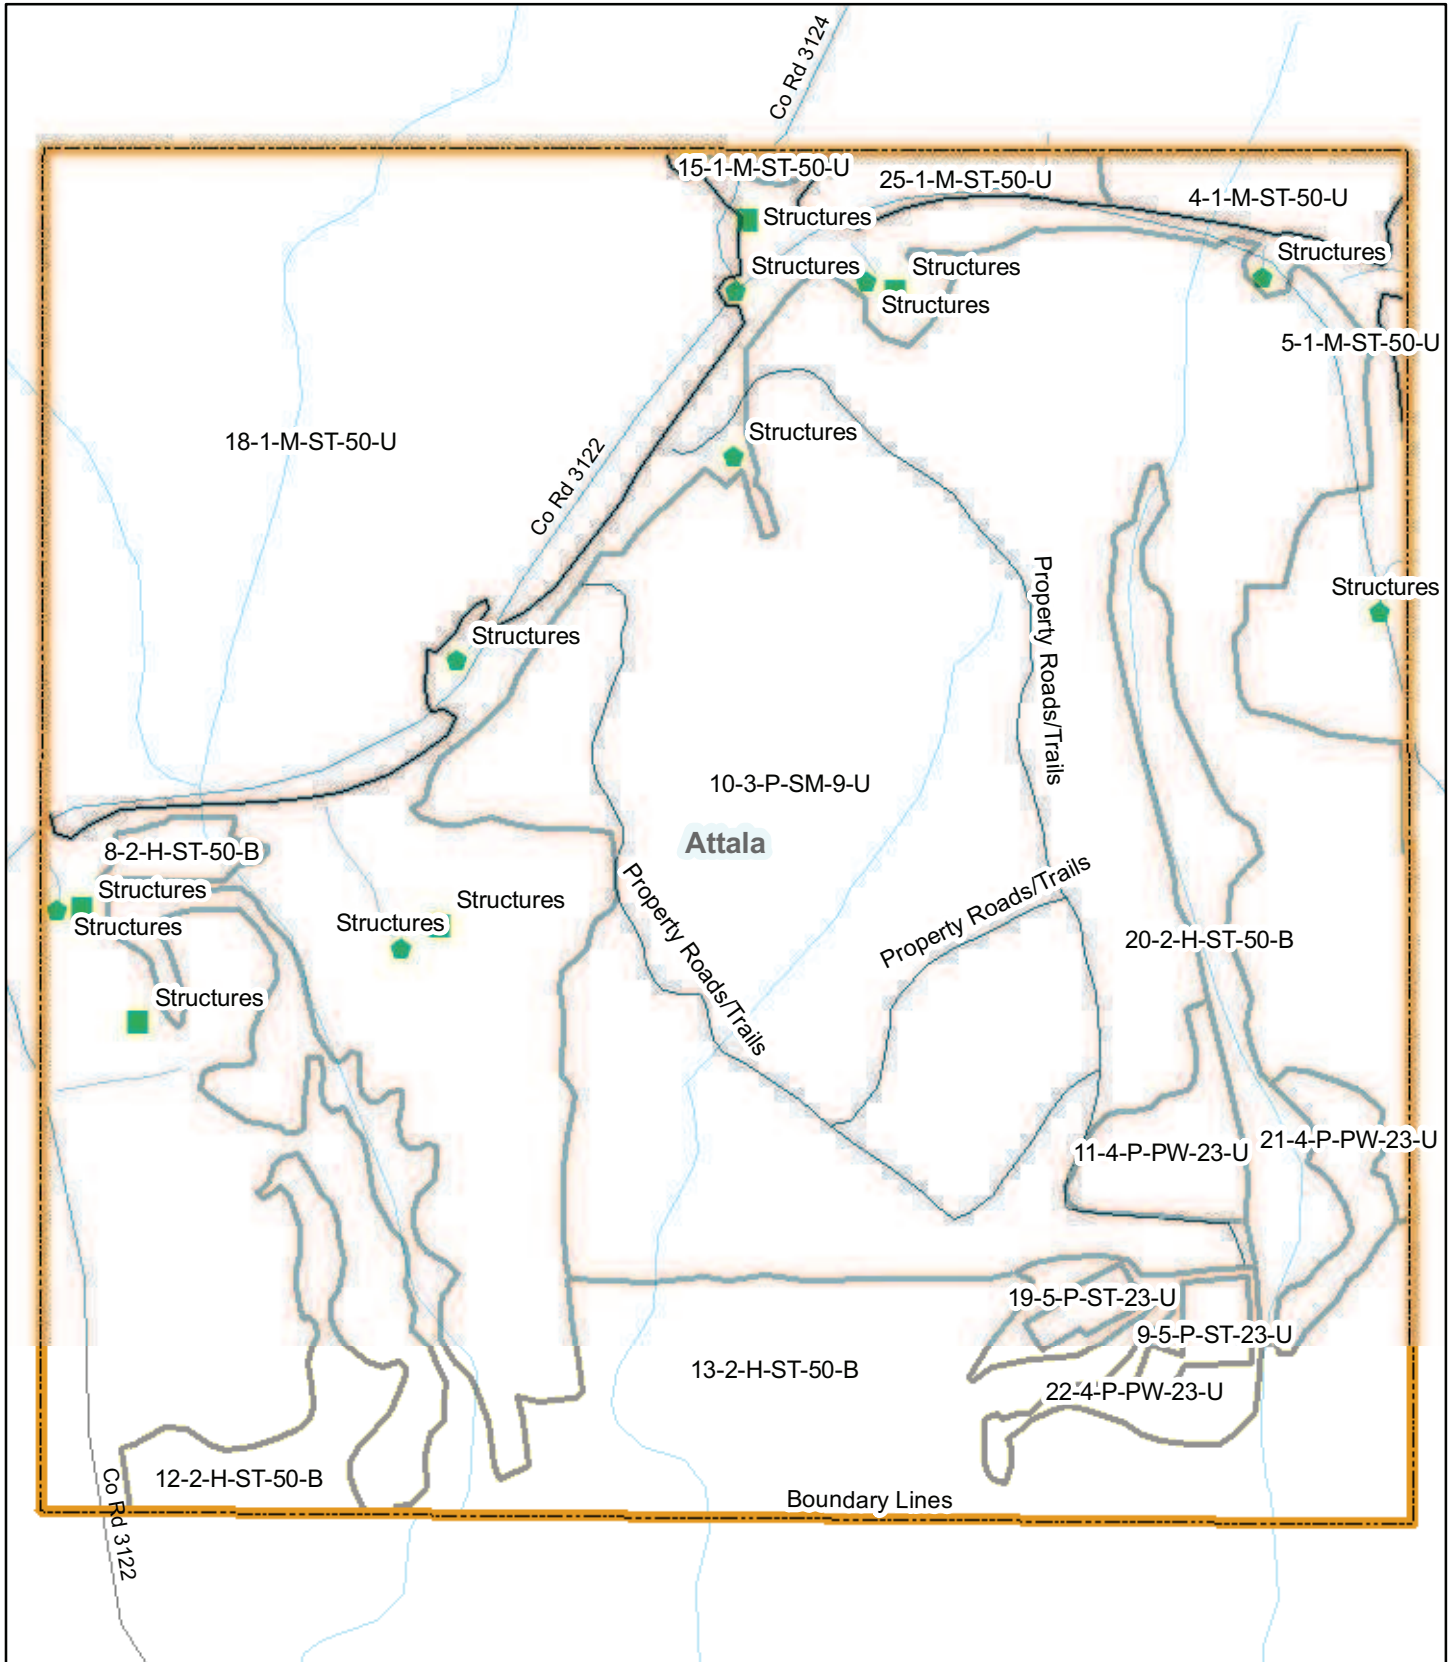 Co Rd 3124
15-1-M-ST-50-U
25-1-M-ST-50-U
4-1-M-ST-50-U
Structures
Structures
Structures
Structures
Structures
5-1-M-ST-50-U
18-1-M-ST-50-U
Structures
Co Rd 3122
Structures
Property Roads/Trails
Structures
10-3-P-SM-9-U
Attala
8-2-H-ST-50-B
Structures
Structures
Structures
Structures
Property Roads/Trails
Property Roads/Trails
20-2-H-ST-50-B
Structures
11-4-P-PW-23-U
21-4-P-PW-23-U
19-5-P-ST-23-U
9-5-P-ST-23-U
13-2-H-ST-50-B
22-4-P-PW-23-U
12-2-H-ST-50-B
Boundary Lines
Co Rd 3122